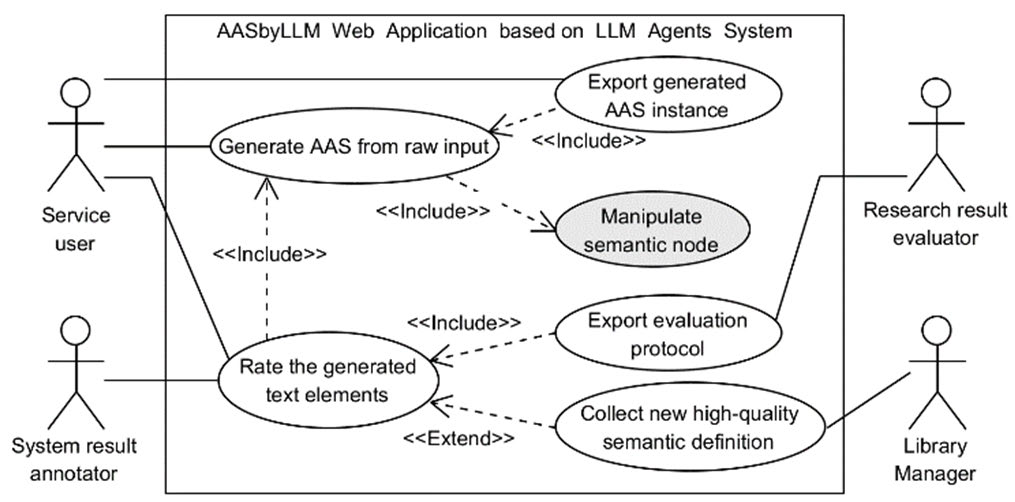 AASbyLLM Web Application based on LLM Agents System
Export generated
AAS instance
<<Include>>
Generate AAS from raw input
Service
user
<<Include>>
Manipulate
semantic node
Research result
evaluator
<<Include>>
<<Include>>
Export evaluation
protocol
Rate the generated
text elements
Collect new high-quality
semantic definition
<<Extend>>
System result
annotator
Library
Manager